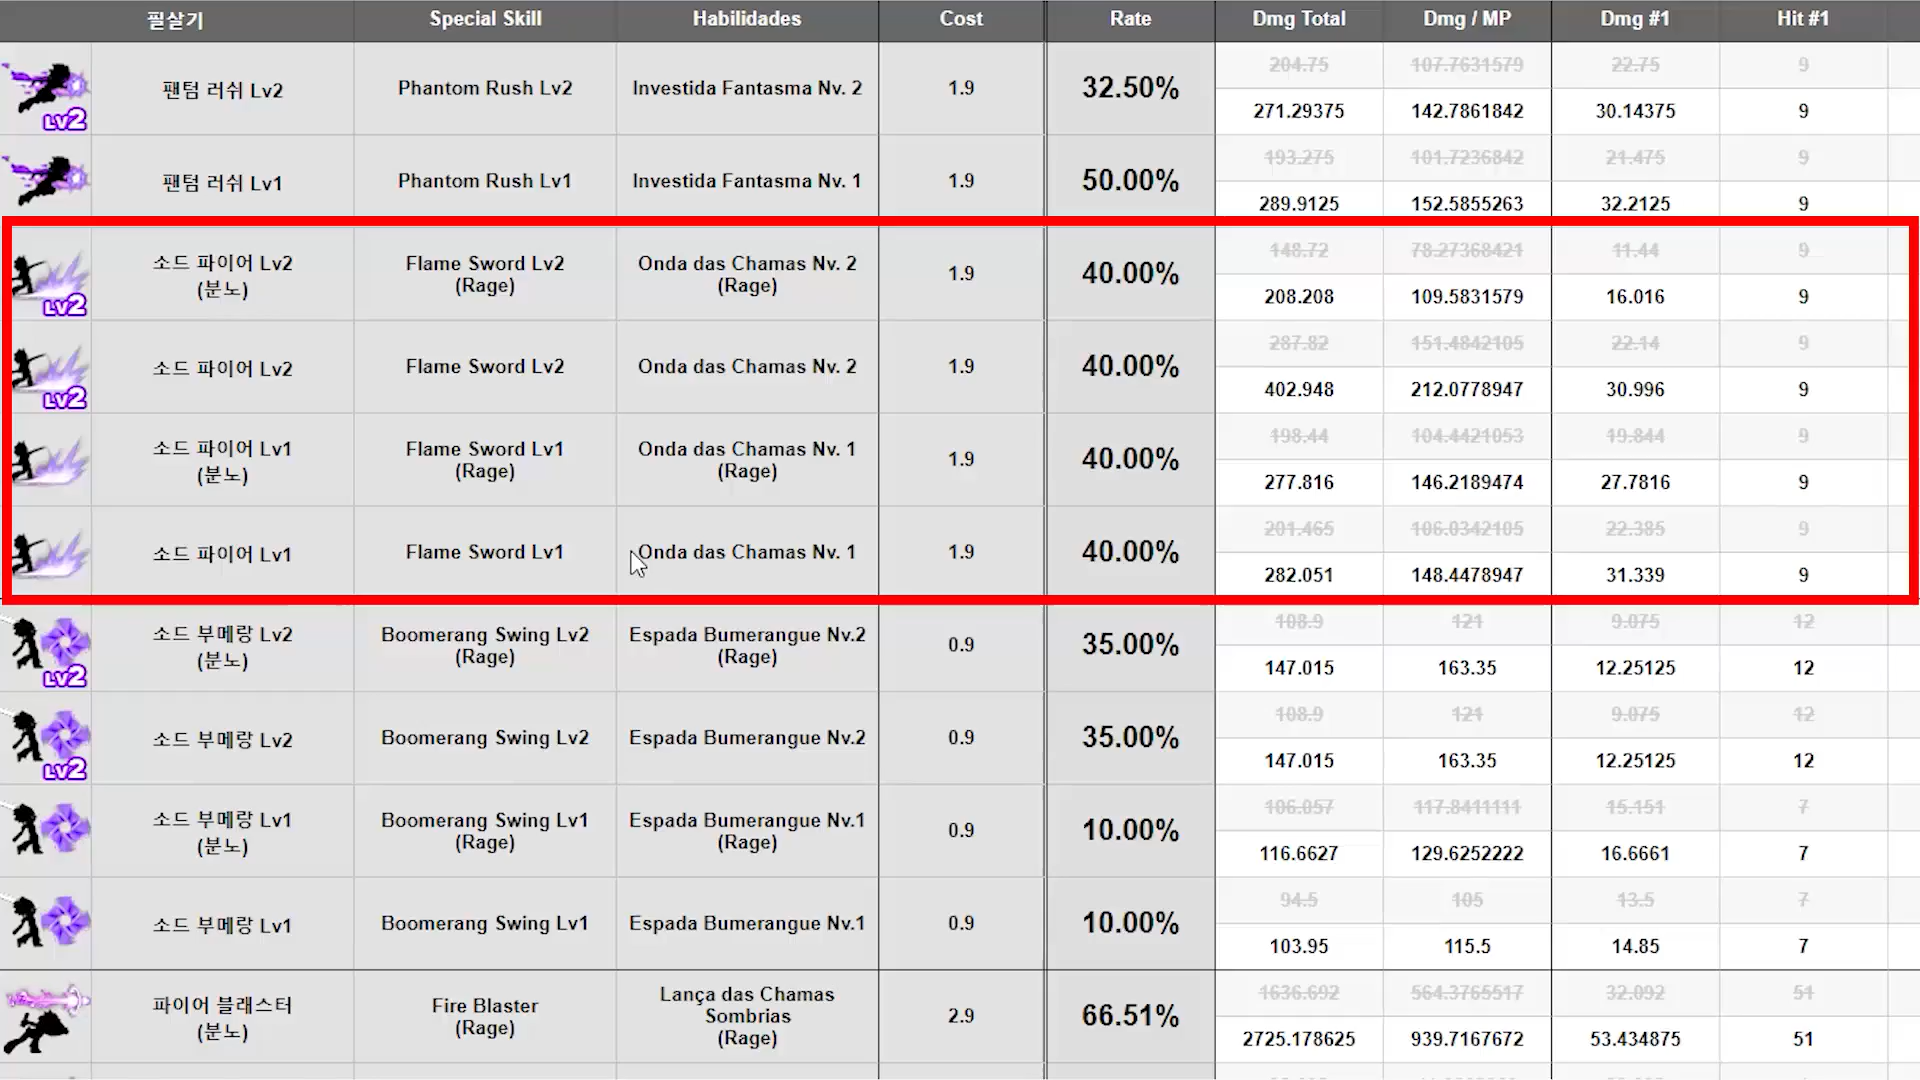 필살기 Special Skill Habilidades Cost Rate Dmg Total Dmg / MP Dmg #1 Hit #1
204.75 107.7631579 22.75 9
팬텀 러쉬 Lv2 Phantom Rush Lv2 Investida Fantasma Nv. 2 1.9 32.50%
271.29375 142.7861842 30.14375 9
LV2
193.275 101.7236842 21.475 9
팬텀 러쉬 Lv1 Phantom Rush Lv1 Investida Fantasma Nv. 1 1.9 50.00%
289.9125 152.5855263 32.2125 9
148.72 78.27368421 11.44 9
소드 파이어 Lv2 Flame Sword Lv2 Onda das Chamas Nv. 2 1.9 40.00%
(분노) (Rage) (Rage)
208.208 109.5831579 16.016 9
LV2
287.82 151.4842105 22.14 9
소드 파이어 Lv2 Flame Sword Lv2 Onda das Chamas Nv. 2 1.9 40.00%
402.948 212.0778947 30.996 9
LV2
198.44 104.4421053 19.844 9
소드 파이어 Lv1 Flame Sword Lv1 Onda das Chamas Nv. 1 1.9 40.00%
(분노) (Rage) (Rage)
277.816 146.2189474 27.7816 9
201.465 106.0342105 22.385 9
소드 파이어 Lv1 Flame Sword Lv1 Onda das Chamas Nv. 1 1.9 40.00%
282.051 148.4478947 31.339 9
108.9 121 9.075 12
소드 부메랑 Lv2 Boomerang Swing Lv2 Espada Bumerangue Nv.2 0.9 35.00%
(분노) (Rage) (Rage)
147.015 163.35 12.25125 12
LV2
108.9 121 9.075 12
소드 부메랑 Lv2 Boomerang Swing Lv2 Espada Bumerangue Nv.2 0.9 35.00%
147.015 163.35 12.25125 12
LV2
106.057 117.8411111 15.151 7
소드 부메랑 Lv1 Boomerang Swing Lv1 Espada Bumerangue Nv.1 0.9 10.00%
(분노) (Rage) (Rage)
116.6627 129.6252222 16.6661 7
94.5 105 13.5 7
소드 부메랑 Lv1 Boomerang Swing Lv1 Espada Bumerangue Nv.1 0.9 10.00%
103.95 115.5 14.85 7
1636.692 564.3765517 32.092 51
파이어 블래스터 Fire Blaster Lança das Chamas
(분노) (Rage) Sombrias 2.9 66.51%
(Rage)
2725.178625 939.7167672 53.434875 51